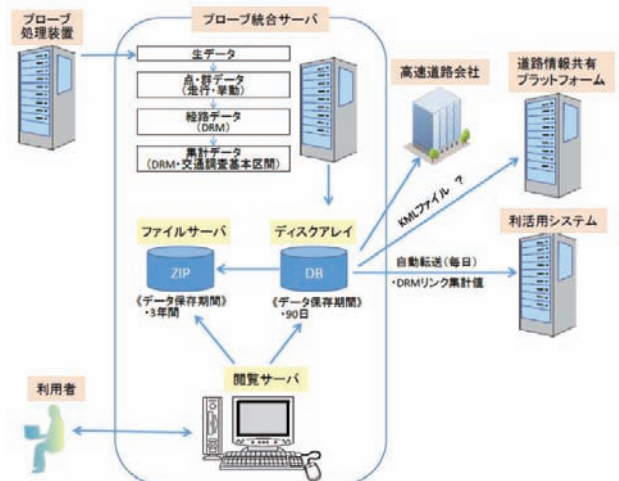 プローブ
処理装置
プローブ統合サーバ
生データ
点・群データ
(走行・挙動)
経路データ
(DRM)
集計データ
(DRM・交通調査基本区間)
高速道路会社
道路情報共有
プラットフォーム
KMLファイル ?
利活用システム
ファイルサーバ
ディスクアレイ
ZIP
DB
自動転送(毎日)
・DRMリンク集計値
《データ保存期間》
・3年間
《データ保存期間》
・90日
閲覧サーバ
利用者